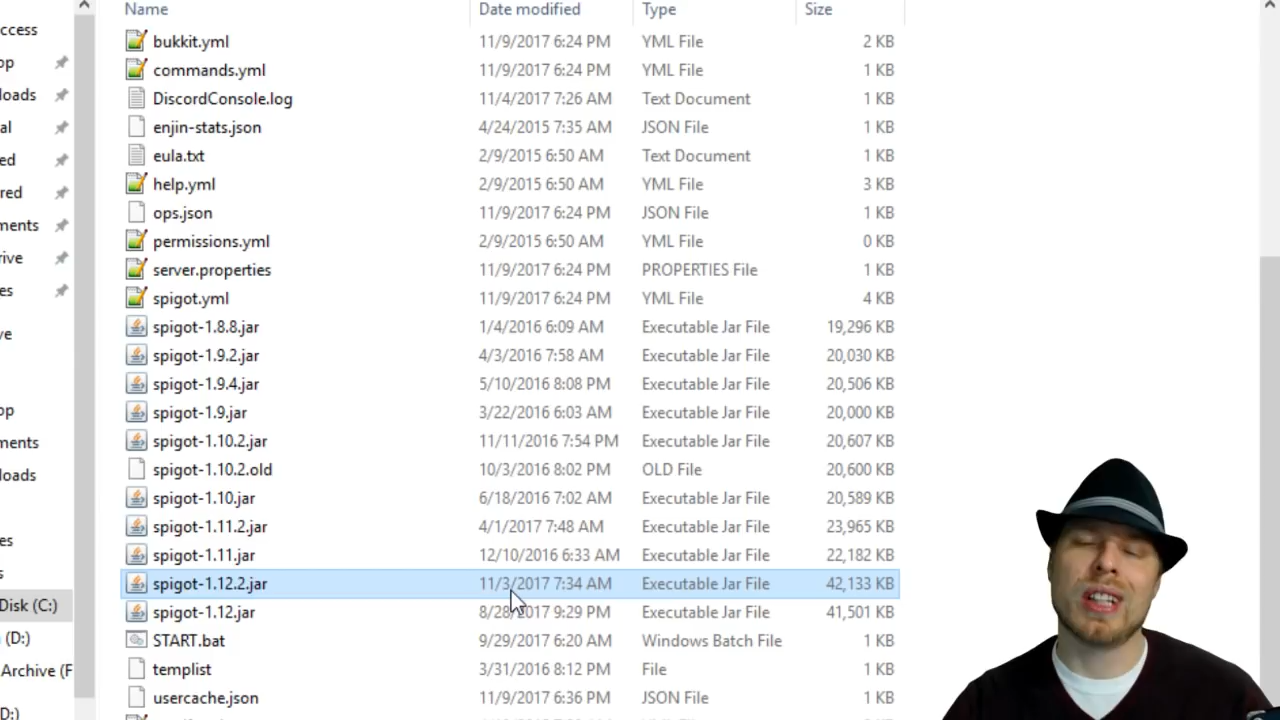 Name Date modified Type Size
ccess
bukkit.yml 11/9/2017 6:24 PM YML File 2 KB
op
commands.yml 11/9/2017 6:24 PM YML File 1 KB
loads
DiscordConsole.log 11/4/2017 7:26 AM Text Document 1 KB
al
enjin-stats.json 4/24/2015 7:35 AM JSON File 1 KB
ed
eula.txt 2/9/2015 6:50 AM Text Document 1 KB
red
help.yml 2/9/2015 6:50 AM YML File 3 KB
ops.json 11/9/2017 6:24 PM JSON File 1 KB
ments
permissions.yml 2/9/2015 6:50 AM YML File 0 KB
rive
server.properties 11/9/2017 6:24 PM PROPERTIES File 1 KB
es
spigot.yml 11/9/2017 6:24 PM YML File 4 KB
ve
spigot-1.8.8.jar 1/4/2016 6:09 AM Executable Jar File 19,296 KB
spigot-1.9.2.jar 4/3/2016 7:58 AM Executable Jar File 20,030 KB
spigot-1.9.4.jar 5/10/2016 8:08 PM Executable Jar File 20,506 KB
op
spigot-1.9.jar 3/22/2016 6:03 AM Executable Jar File 20,000 KB
ments
spigot-1.10.2.jar 11/11/2016 7:54 PM Executable Jar File 20,607 KB
loads
spigot-1.10.2.old 10/3/2016 8:02 PM OLD File 20,600 KB
spigot-1.10.jar 6/18/2016 7:02 AM Executable Jar File 20,589 KB
spigot-1.11.2.jar 4/1/2017 7:48 AM Executable Jar File 23,965 KB
es
spigot-1.11.jar 12/10/2016 6:33 AM Executable Jar File 22,182 KB
s
spigot-1.12.2.jar 11/3/2017 7:34 AM Executable Jar File 42,133 KB
Disk (C:)
spigot-1.12.jar 8/28/2017 9:29 PM Executable Jar File 41,501 KB
(D:)
START.bat 9/29/2017 6:20 AM Windows Batch File 1 KB
Archive (F
templist 3/31/2016 8:12 PM File 1 KB
usercache.json 11/9/2017 6:36 PM JSON File 1 KB
D:)